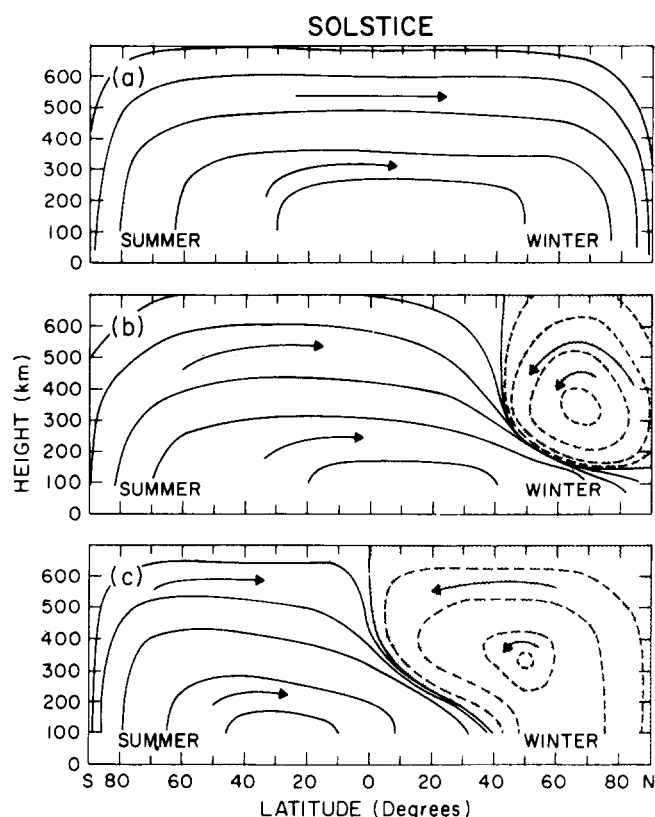 SOLSTICE
(a)
600
500
400
300
200
100
0
SUMMER
WINTER
(b)
600
500
400
300
200
100
0
SUMMER
WINTER
HEIGHT (km)
(c)
600
500
400
300
200
100
0
SUMMER
WINTER
S 80 60 40 20 0 20 40 60 80 N
LATITUDE (Degrees)